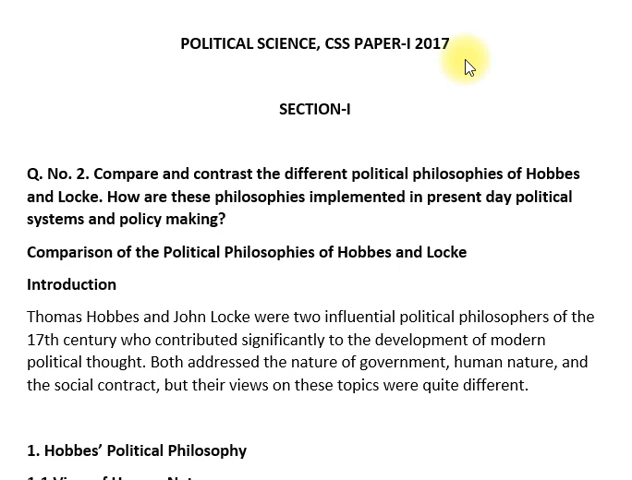 POLITICAL SCIENCE, CSS PAPER-I 2017
SECTION-I
Q. No. 2. Compare and contrast the different political philosophies of Hobbes
and Locke. How are these philosophies implemented in present day political
systems and policy making?
Comparison of the Political Philosophies of Hobbes and Locke
Introduction
Thomas Hobbes and John Locke were two influential political philosophers of the
17th century who contributed significantly to the development of modern
political thought. Both addressed the nature of government, human nature, and
the social contract, but their views on these topics were quite different.
1. Hobbes’ Political Philosophy